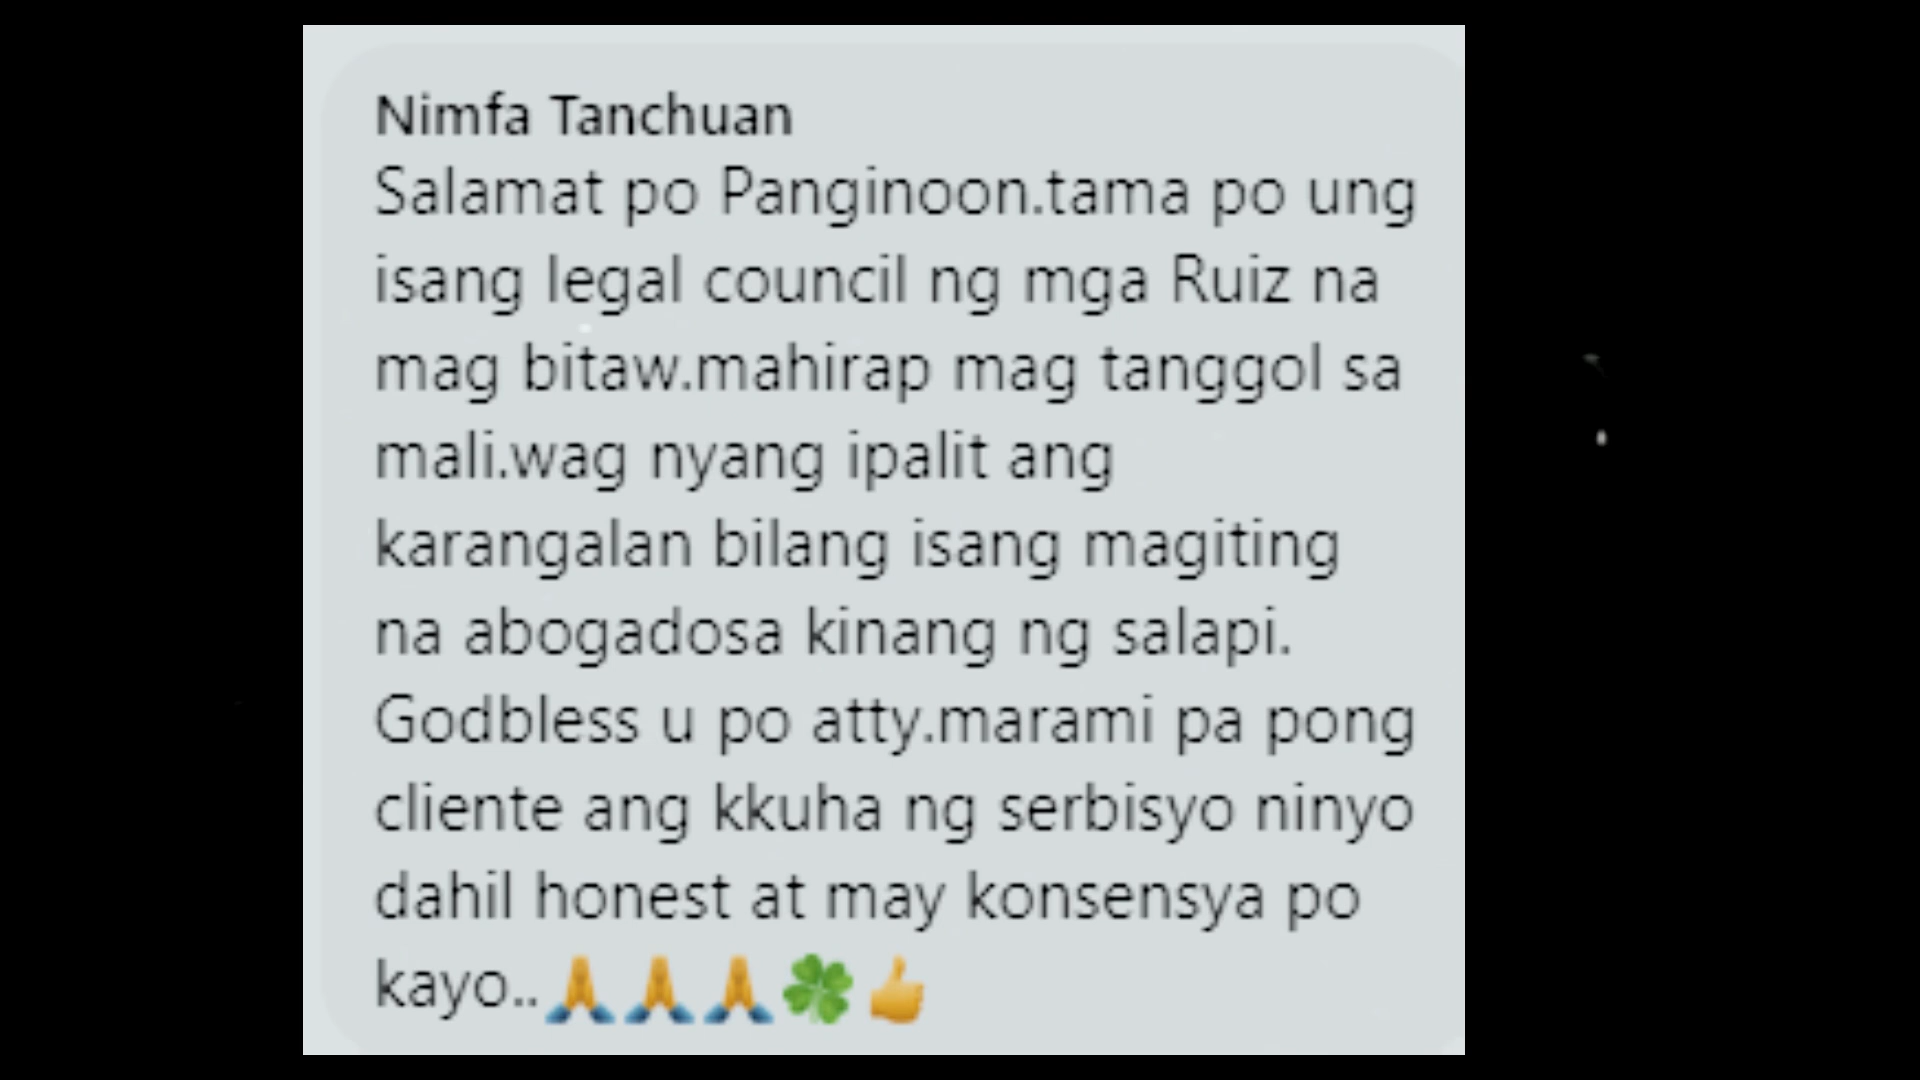 Nimfa Tanchuan
Salamat po Panginoon.tama po ung
isang legal council ng mga Ruiz na
mag bitaw.mahirap mag tanggol sa
mali.wag nyang ipalit ang
karangalan bilang isang magiting
na abogadosa kinang ng salapi.
Godbless u po atty.marami pa pong
cliente ang kkuha ng serbisyo ninyo
dahil honest at may konsensya po
kayo..🙏🙏🙏🍀👍